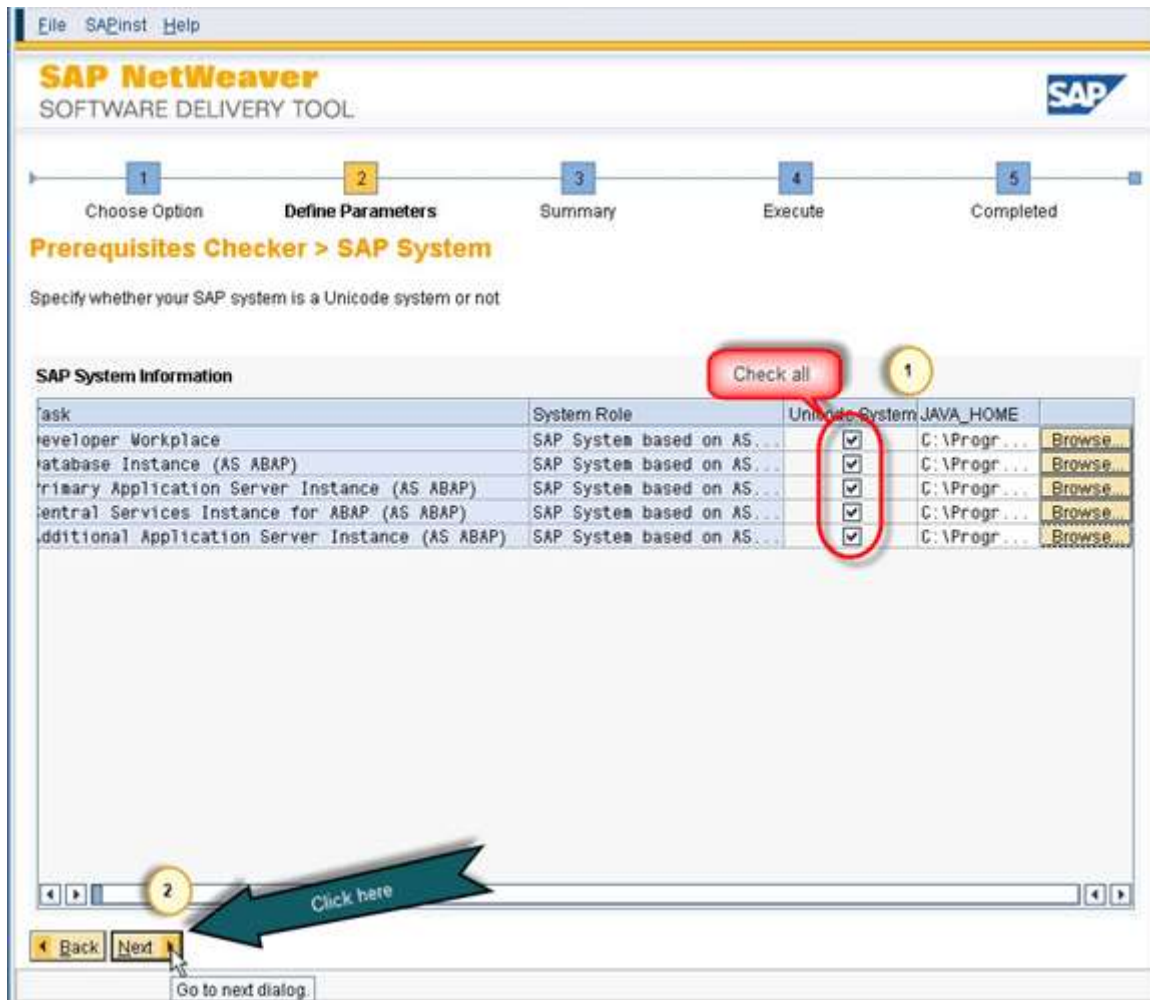 File SAPinst Help
SAP NetWeaver
SOFTWARE DELIVERY TOOL
SAP
1 2 3 4 5
Choose Option Define Parameters Summary Execute Completed
Prerequisites Checker > SAP System
Specify whether your SAP system is a Unicode system or not
Check all 1
SAP System Information
ask System Role Unicode System JAVA_HOME
eveloper Workplace SAP System based on AS... C:\Progr... Browse...
atabase Instance (AS ABAP) SAP System based on AS... C:\Progr... Browse...
rimary Application Server Instance (AS ABAP) SAP System based on AS... C:\Progr... Browse...
entral Services Instance for ABAP (AS ABAP) SAP System based on AS... C:\Progr... Browse...
dditional Application Server Instance (AS ABAP) SAP System based on AS... C:\Progr... Browse...
2 Click here
Back Next
Go to next dialog.